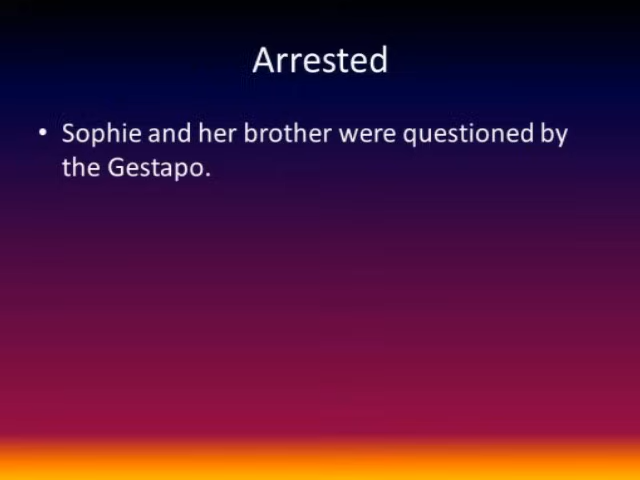 Arrested
• Sophie and her brother were questioned by
the Gestapo.